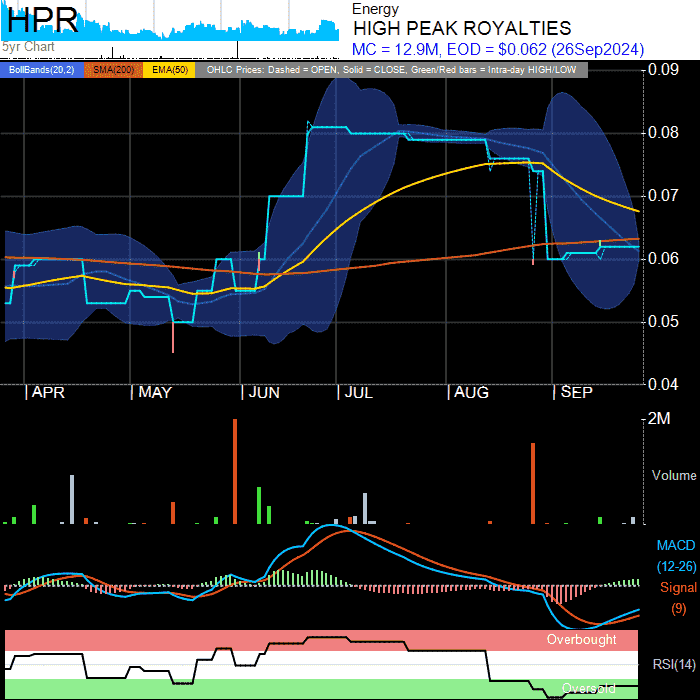 HPR
5yr Chart
Energy
HIGH PEAK ROYALTIES
MC = 12.9M, EOD = $0.062 (26Sep2024)
BollBands(20,2) SMA(200) EMA(50) OHLC Prices: Dashed = OPEN, Solid = CLOSE, Green/Red bars = Intra-day HIGH/LOW
0.09
0.08
0.07
0.06
0.05
0.04
APR MAY JUN JUL AUG SEP
2M
Volume
MACD
(12-26)
Signal
(9)
Overbought
RSI(14)
Oversold